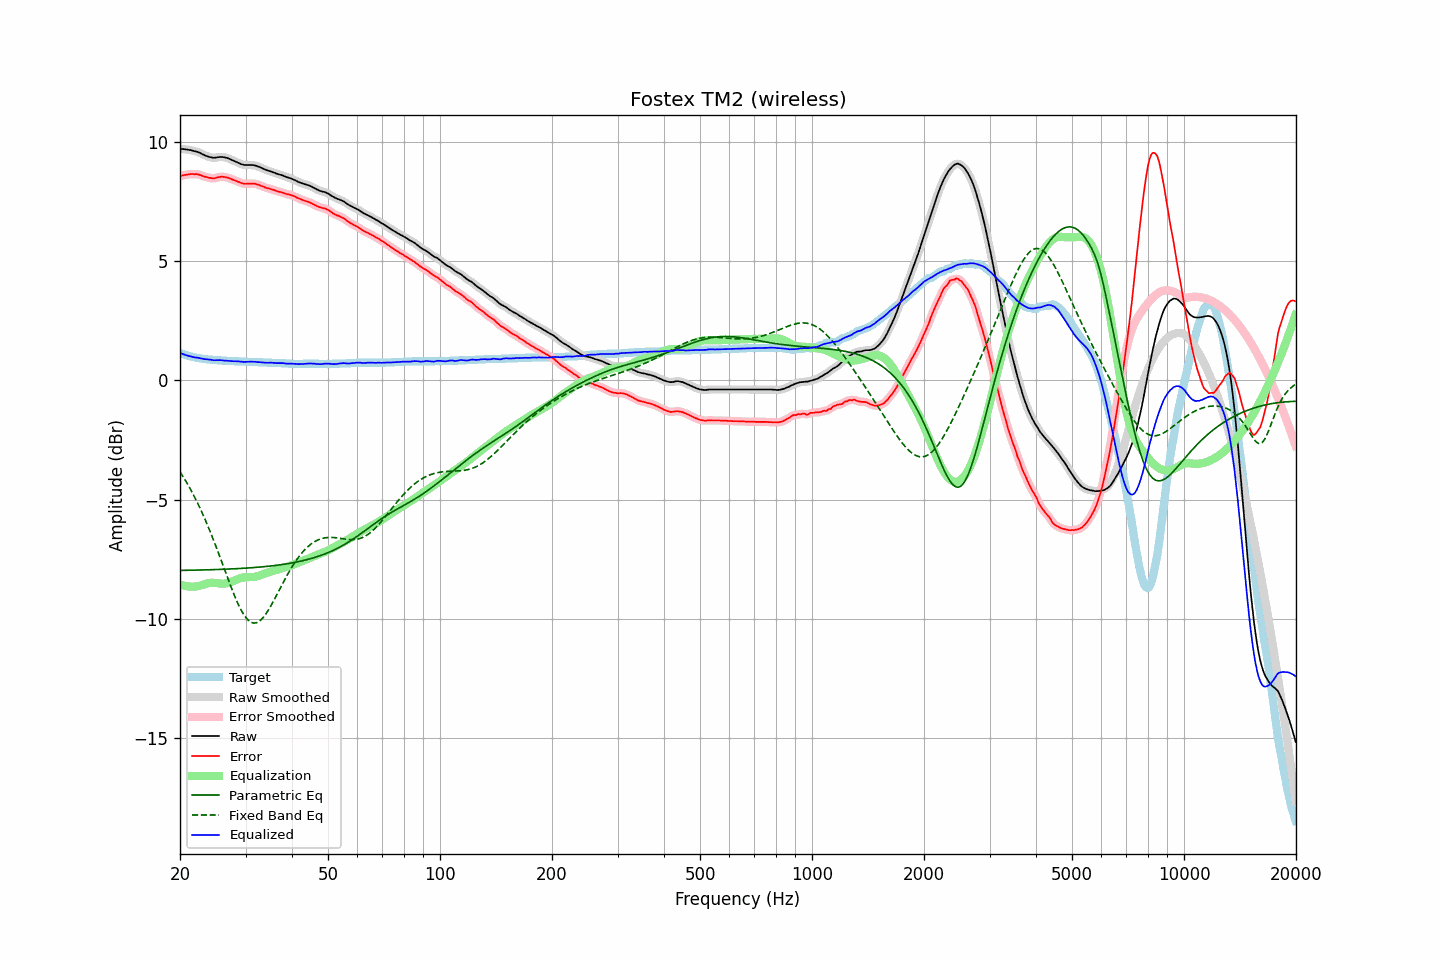 Fostex TM2 (wireless)
Amplitude (dBr)
10
5
0
−5
−10
−15
Target
Raw Smoothed
Error Smoothed
Raw
Error
Equalization
Parametric Eq
Fixed Band Eq
Equalized
20 50 100 200 500 1000 2000 5000 10000 20000
Frequency (Hz)